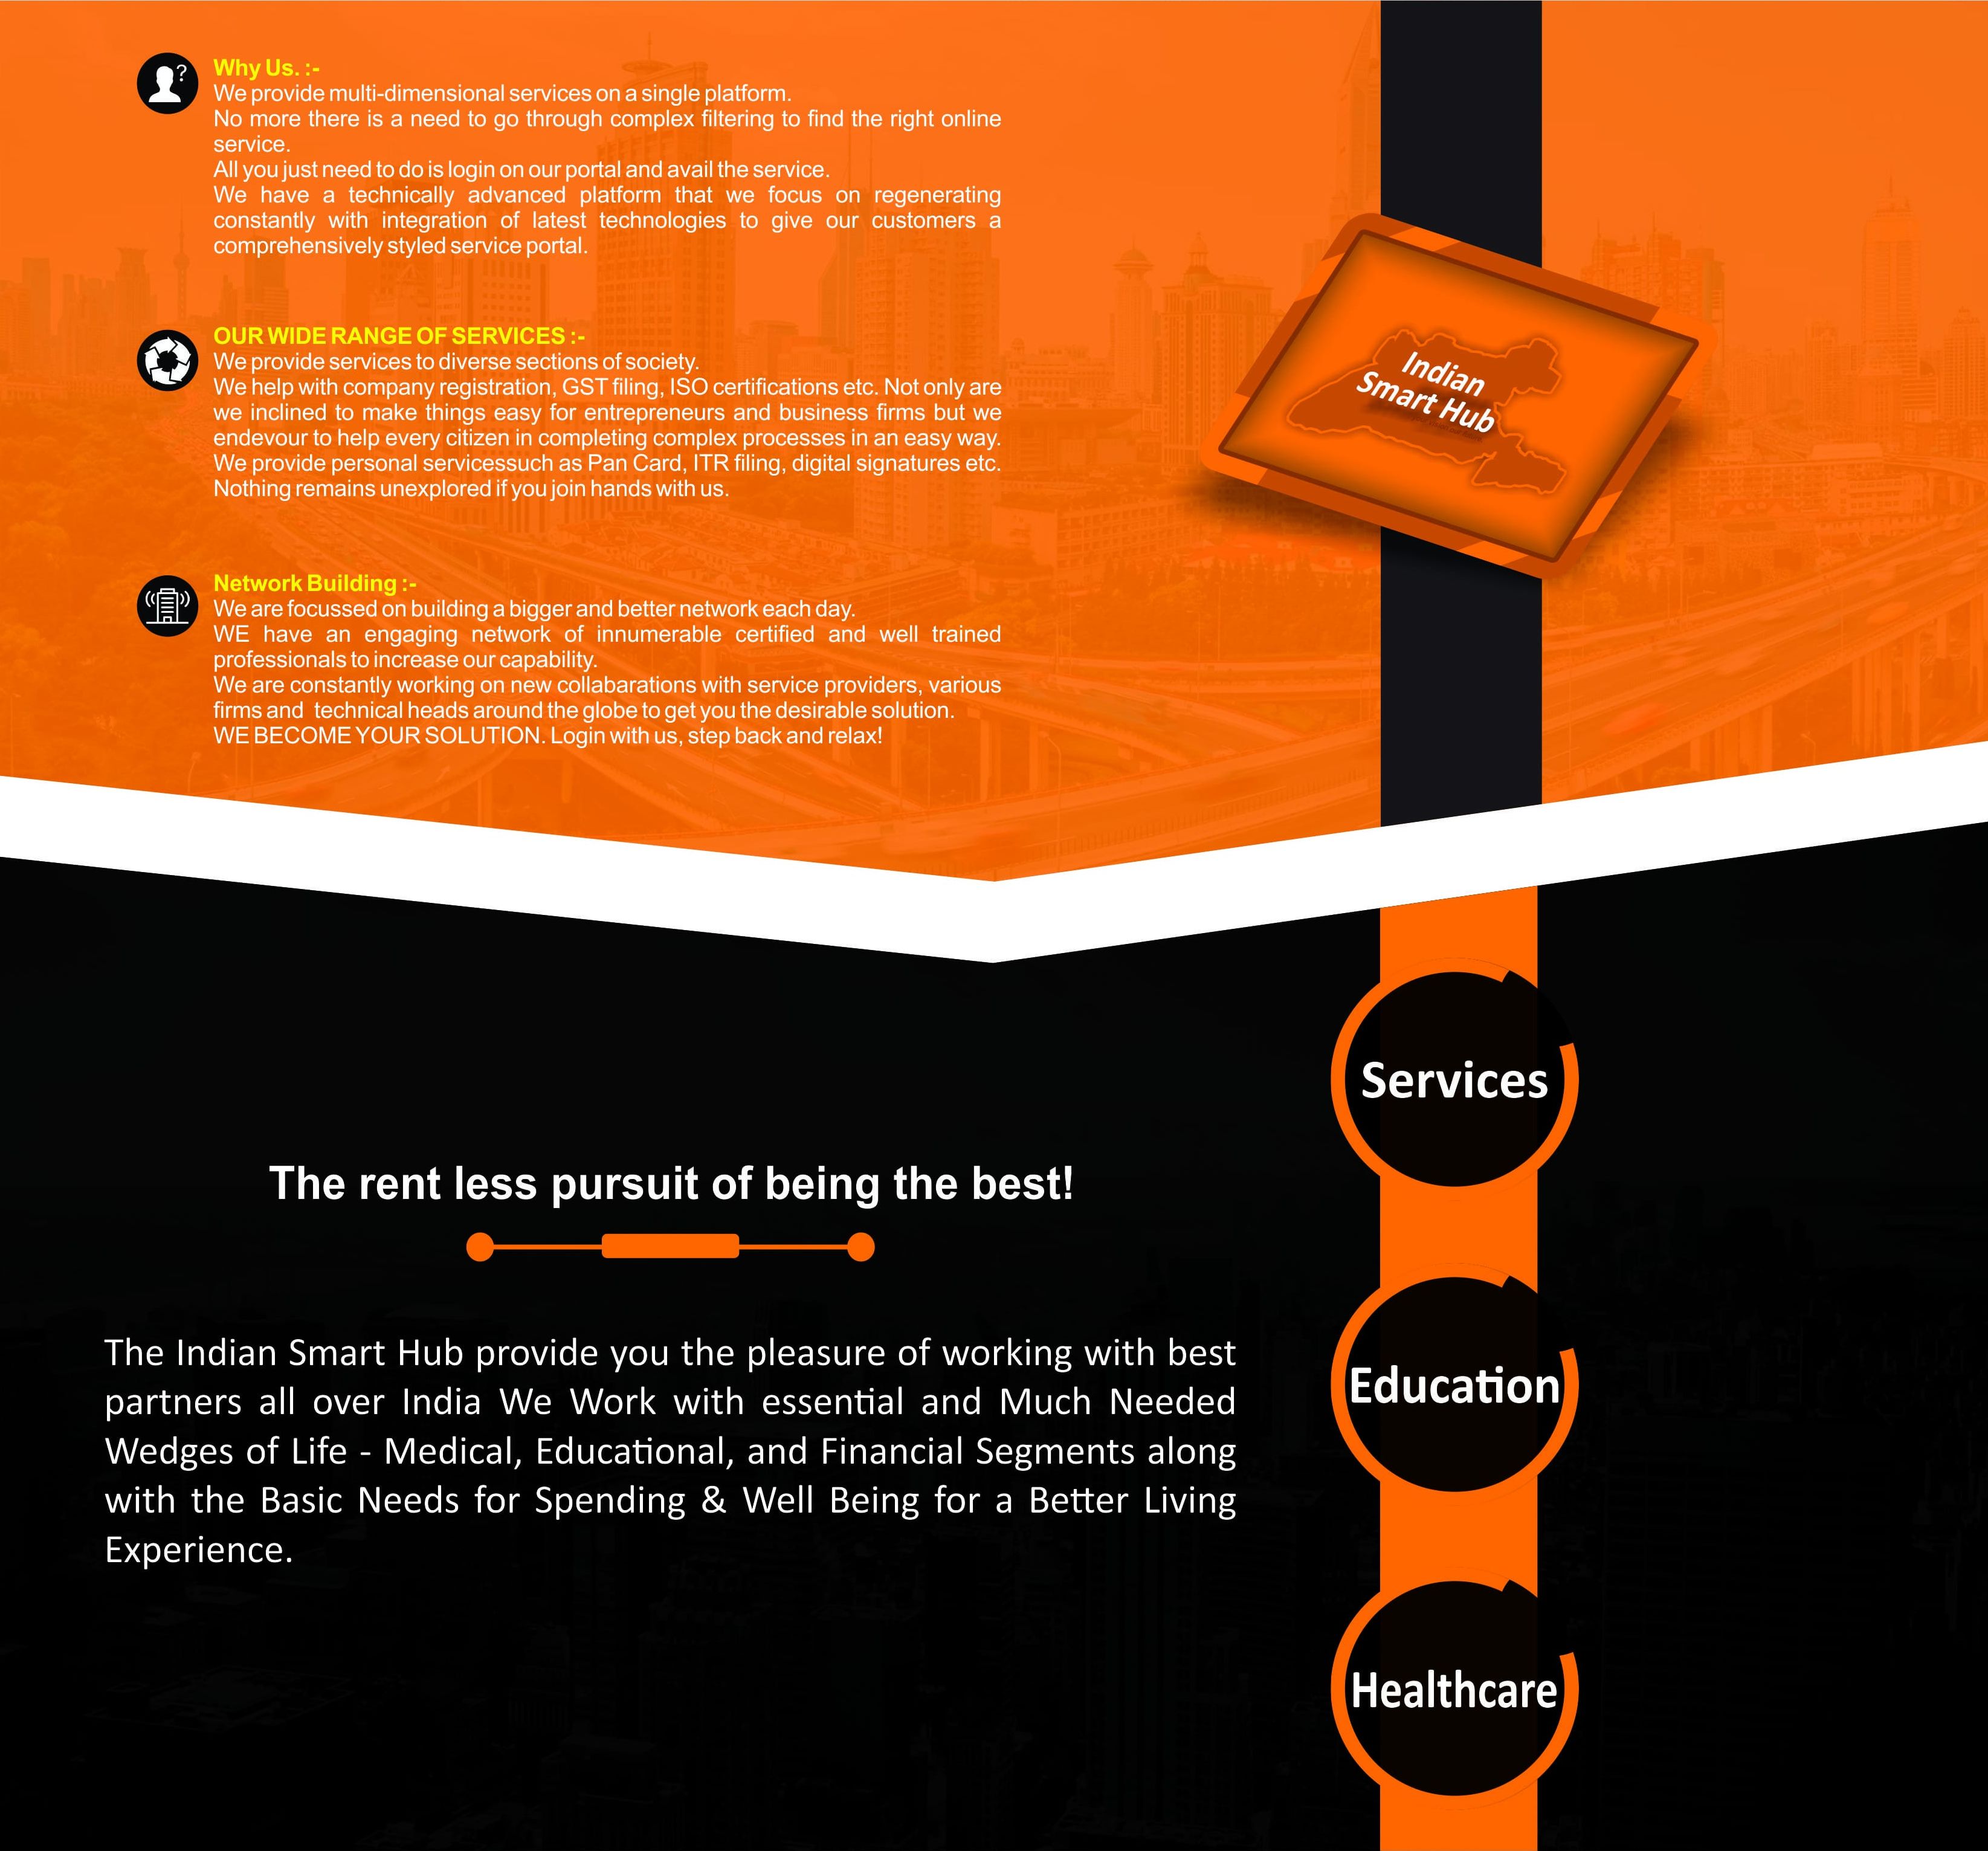 Why Us. :-
We provide multi-dimensional services on a single platform.
No more there is a need to go through complex filtering to find the right online
service.
All you just need to do is login on our portal and avail the service.
We have a technically advanced platform that we focus on regenerating
constantly with integration of latest technologies to give our customers a
comprehensively styled service portal.
OUR WIDE RANGE OF SERVICES :-
We provide services to diverse sections of society.
We help with company registration, GST filing, ISO certifications etc. Not only are
we inclined to make things easy for entrepreneurs and business firms but we
endevour to help every citizen in completing complex processes in an easy way.
We provide personal servicessuch as Pan Card, ITR filing, digital signatures etc.
Nothing remains unexplored if you join hands with us.
Network Building :-
We are focussed on building a bigger and better network each day.
WE have an engaging network of innumerable certified and well trained
professionals to increase our capability.
We are constantly working on new collabarations with service providers, various
firms and technical heads around the globe to get you the desirable solution.
WE BECOME YOUR SOLUTION. Login with us, step back and relax!
Indian
Smart Hub
The rent less pursuit of being the best!
The Indian Smart Hub provide you the pleasure of working with best
partners all over India We Work with essential and Much Needed
Wedges of Life - Medical, Educational, and Financial Segments along
with the Basic Needs for Spending & Well Being for a Better Living
Experience.
Services
Education
Healthcare